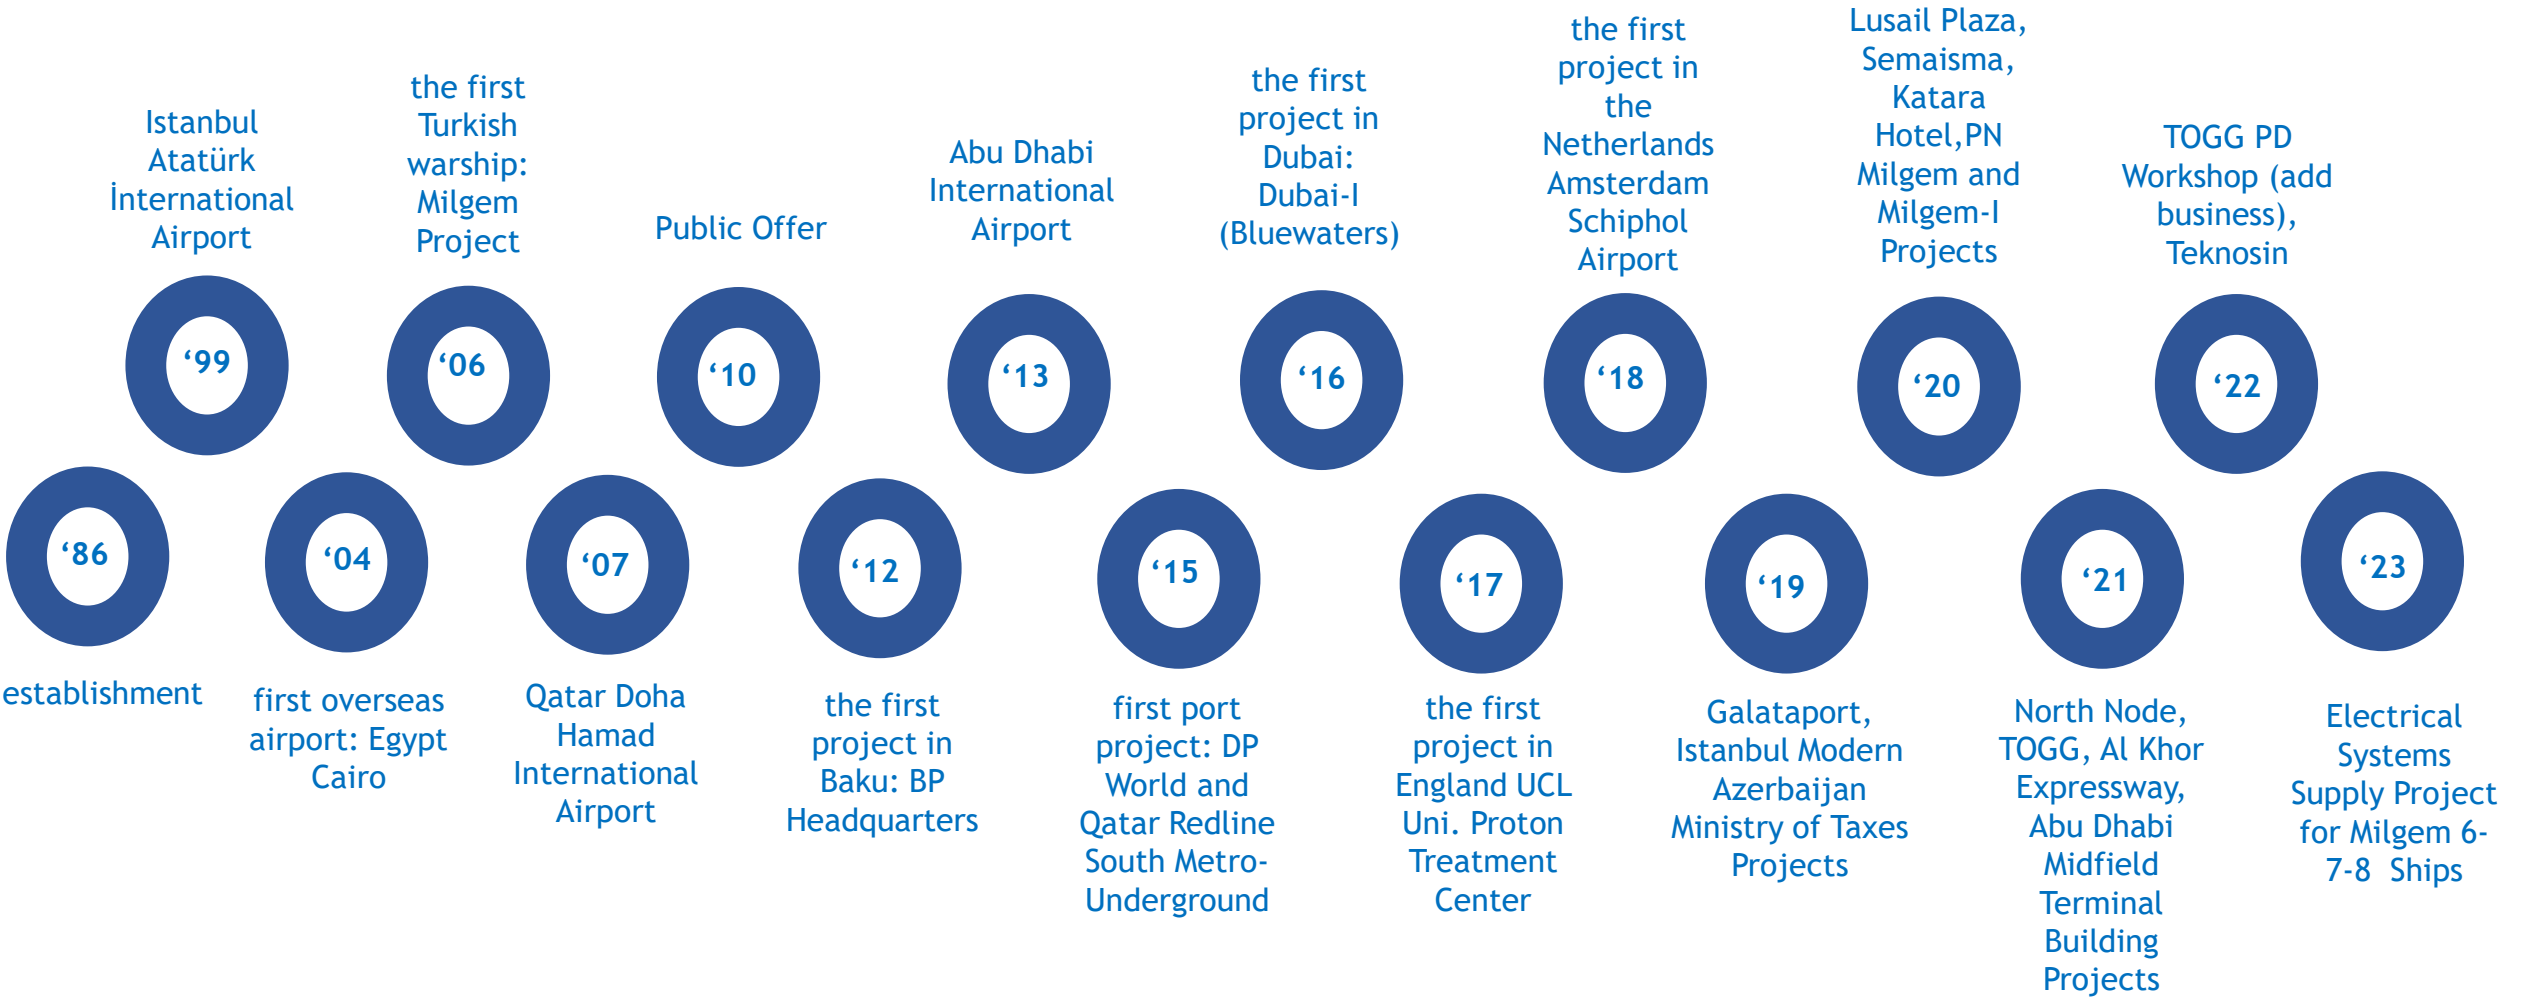 ‘86
establishment
Istanbul
Atatürk
İnternational
Airport
‘99
‘04
first overseas
airport: Egypt
Cairo
the first
Turkish
warship:
Milgem
Project
‘06
‘07
Qatar Doha
Hamad
International
Airport
Public Offer
‘10
‘12
the first
project in
Baku: BP
Headquarters
Abu Dhabi
International
Airport
‘13
‘15
first port
project: DP
World and
Qatar Redline
South Metro-
Underground
the first
project in
Dubai:
Dubai-I
(Bluewaters)
‘16
‘17
the first
project in
England UCL
Uni. Proton
Treatment
Center
the first
project in
the
Netherlands
Amsterdam
Schiphol
Airport
‘18
‘19
Galataport,
Istanbul Modern
Azerbaijan
Ministry of Taxes
Projects
Lusail Plaza,
Semaisma,
Katara
Hotel,PN
Milgem and
Milgem-I
Projects
‘20
‘21
North Node,
TOGG, Al Khor
Expressway,
Abu Dhabi
Midfield
Terminal
Building
Projects
TOGG PD
Workshop (add
business),
Teknosin
‘22
‘23
Electrical
Systems
Supply Project
for Milgem 6-
7-8  Ships